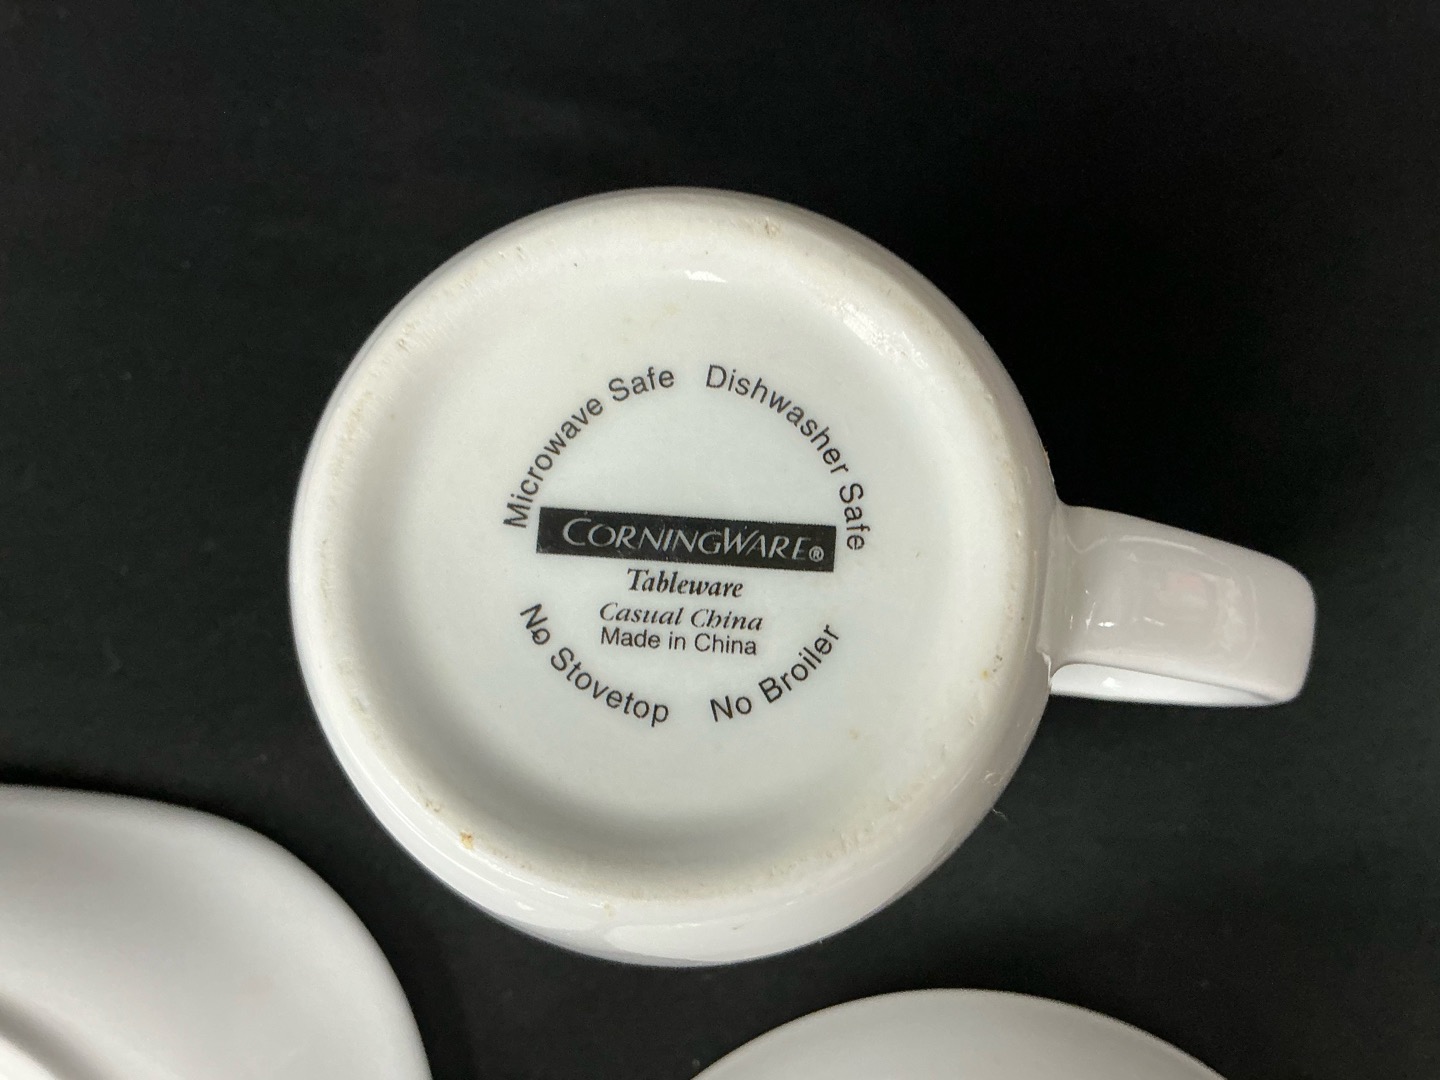 Microwave Safe Dishwasher Safe
CORNINGWARE®
Tableware
Casual China
Made in China
No Stovetop No Broiler